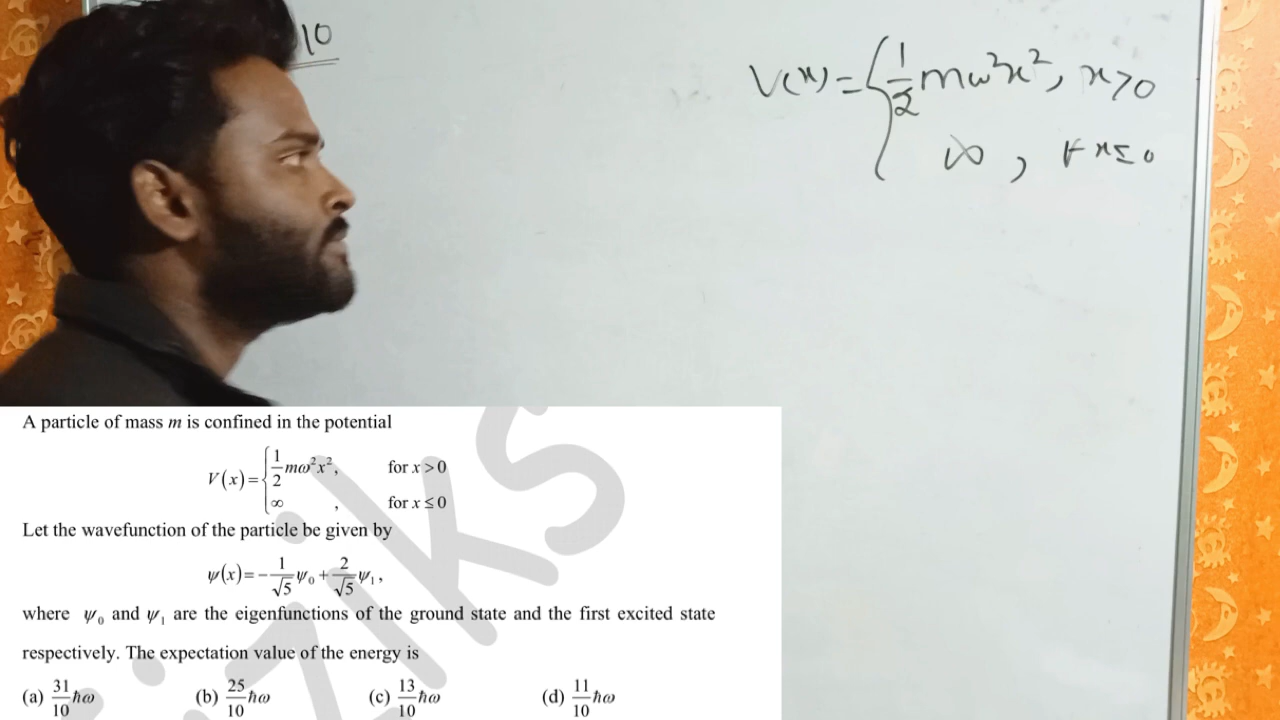 10
V(x) = { 1/2 mω²x², x>0
∞, x≤0
A particle of mass m is confined in the potential
V(x) = { 1/2 mω²x², for x > 0
∞ , for x ≤ 0
Let the wavefunction of the particle be given by
ψ(x) = − 1/√5 ψ₀ + 2/√5 ψ₁,
where ψ₀ and ψ₁ are the eigenfunctions of the ground state and the first excited state
respectively. The expectation value of the energy is
(a) 31/10 ħω (b) 25/10 ħω (c) 13/10 ħω (d) 11/10 ħω
fiziks